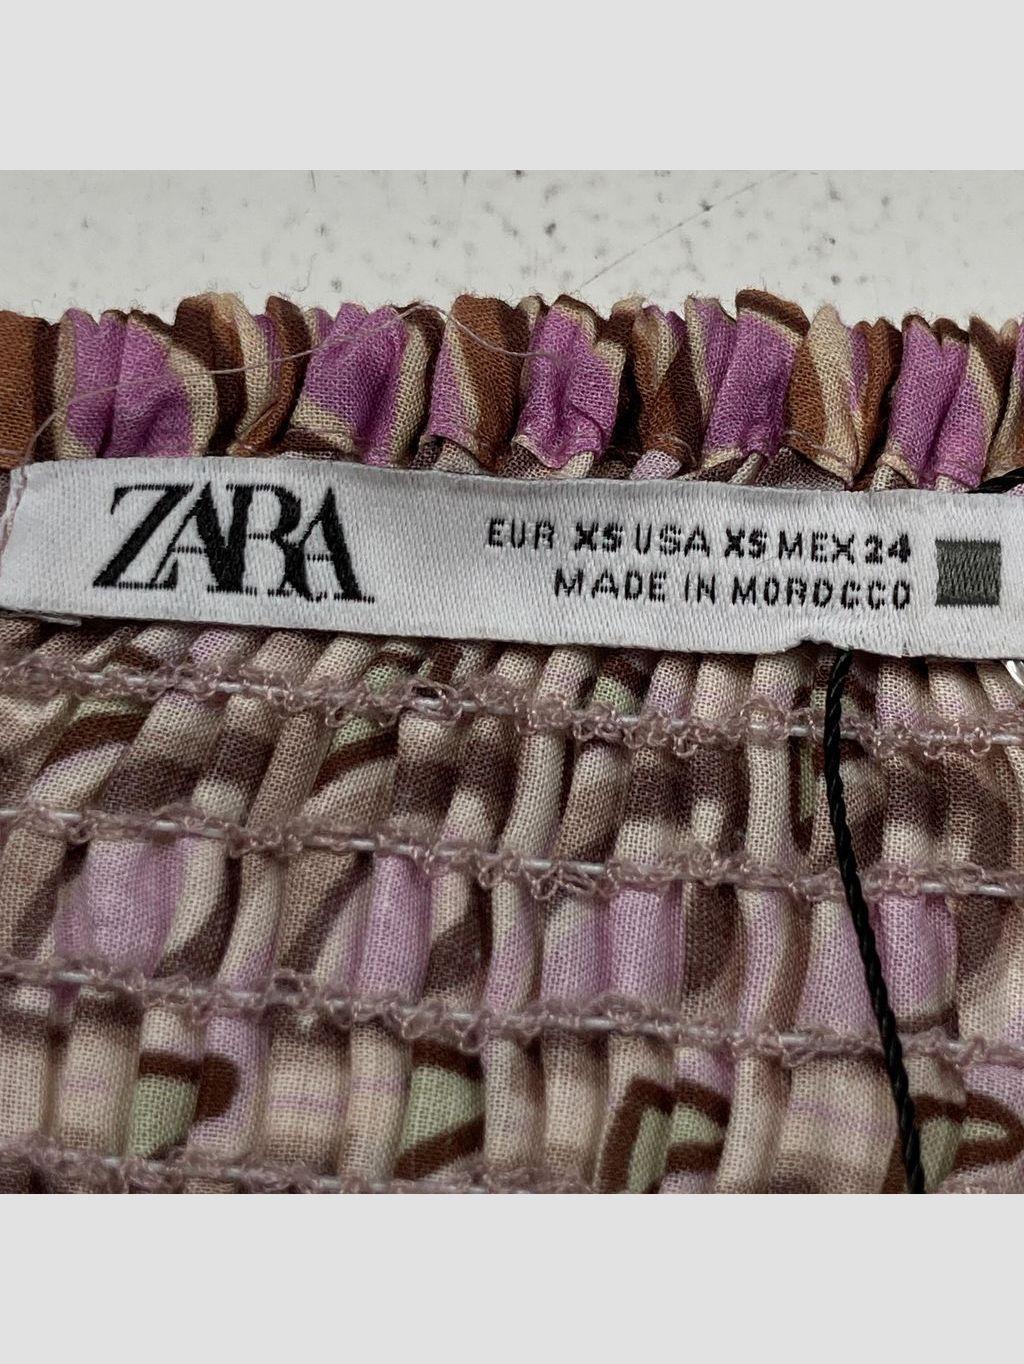 ZARA
EUR XS USA XS MEX 24
MADE IN MOROCCO